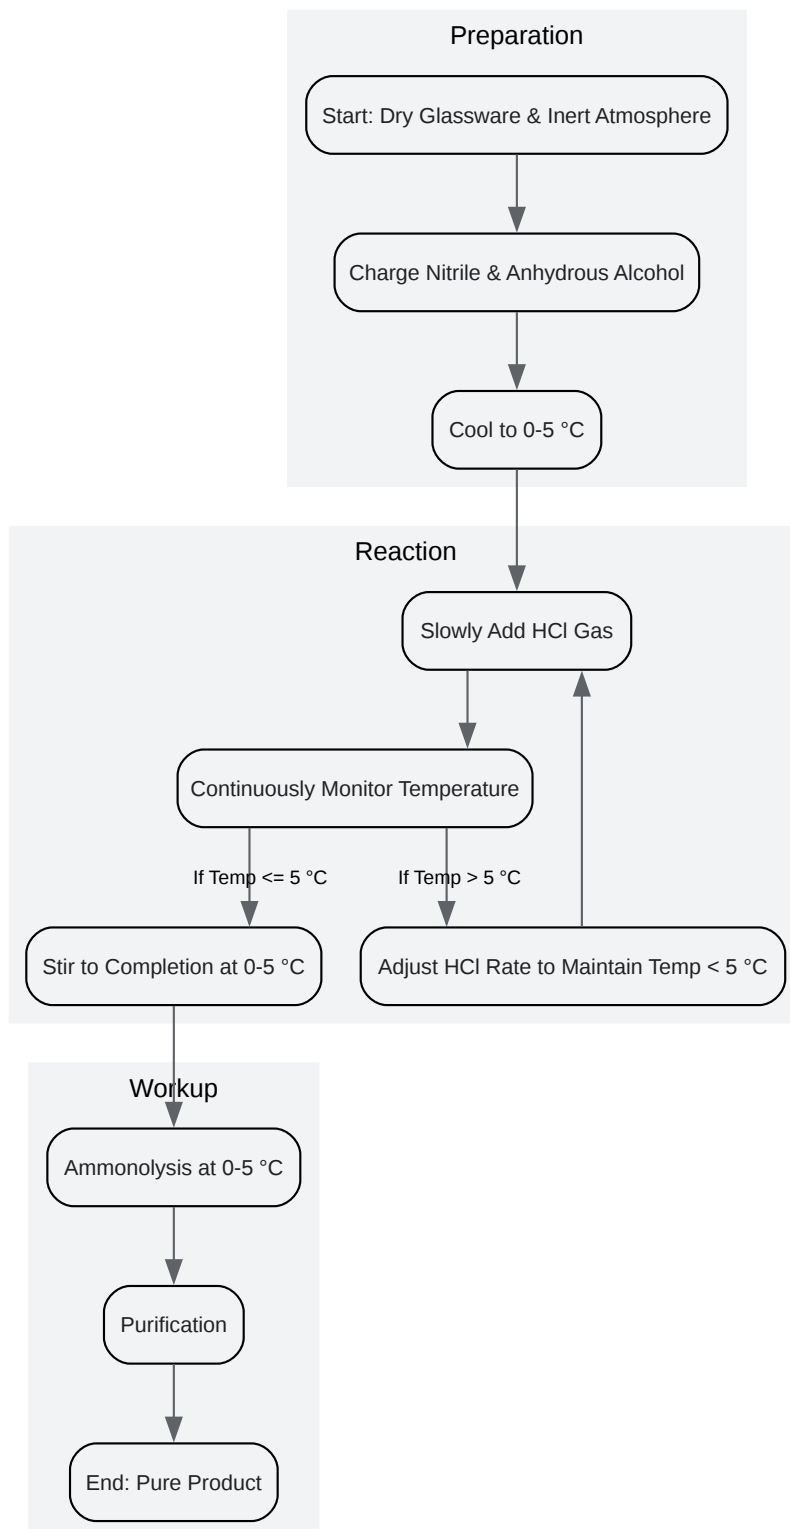 Preparation
Start: Dry Glassware & Inert Atmosphere
Charge Nitrile & Anhydrous Alcohol
Cool to 0-5 °C
Reaction
Slowly Add HCl Gas
Continuously Monitor Temperature
If Temp <= 5 °C
If Temp > 5 °C
Stir to Completion at 0-5 °C
Adjust HCl Rate to Maintain Temp < 5 °C
Workup
Ammonolysis at 0-5 °C
Purification
End: Pure Product